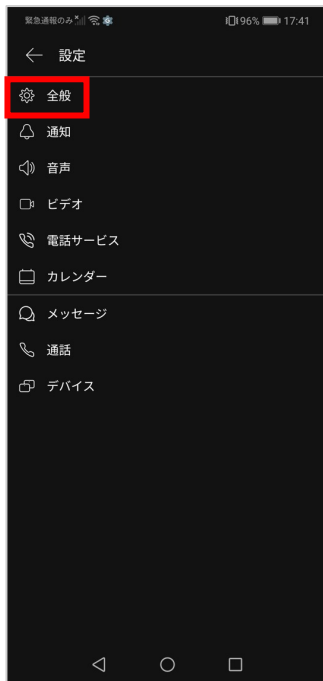 緊急通報のみ 96% 17:41
設定
全般
通知
音声
ビデオ
電話サービス
カレンダー
メッセージ
通話
デバイス